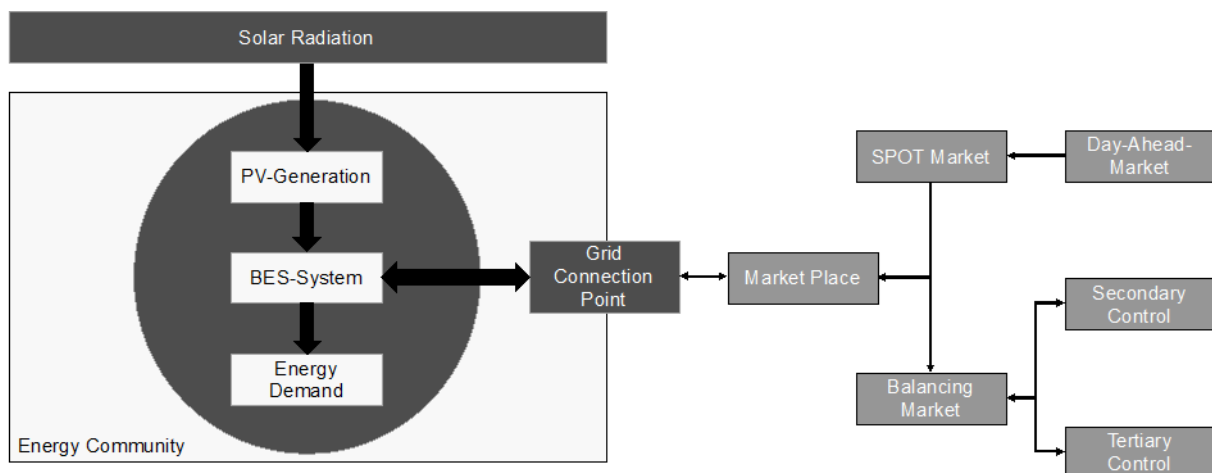 Solar Radiation
PV-Generation
BES-System
Energy
Demand
Energy Community
Grid
Connection
Point
Market Place
SPOT Market
Day-Ahead-
Market
Balancing
Market
Secondary
Control
Tertiary
Control